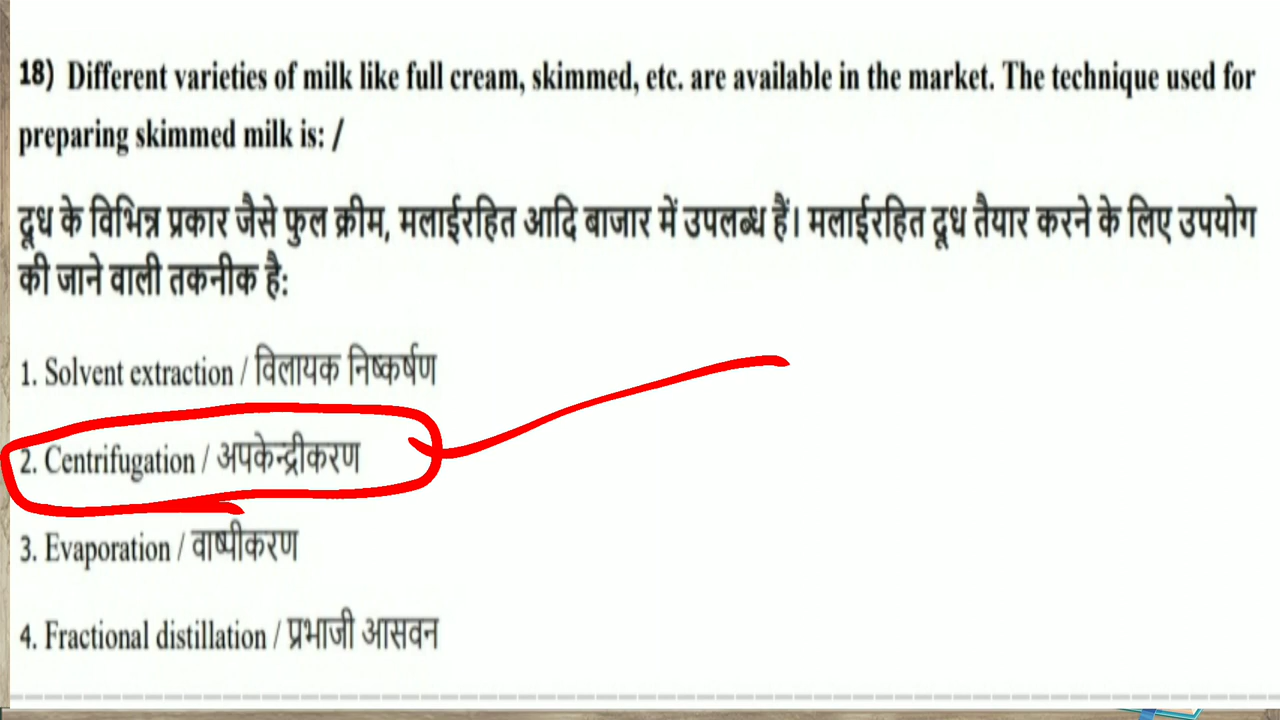 18) Different varieties of milk like full cream, skimmed, etc. are available in the market. The technique used for
preparing skimmed milk is: /
दूध के विभिन्न प्रकार जैसे फुल क्रीम, मलाईरहित आदि बाजार में उपलब्ध हैं। मलाईरहित दूध तैयार करने के लिए उपयोग
की जाने वाली तकनीक है:
1. Solvent extraction / विलायक निष्कर्षण
2. Centrifugation / अपकेन्द्रीकरण
3. Evaporation / वाष्पीकरण
4. Fractional distillation / प्रभाजी आसवन